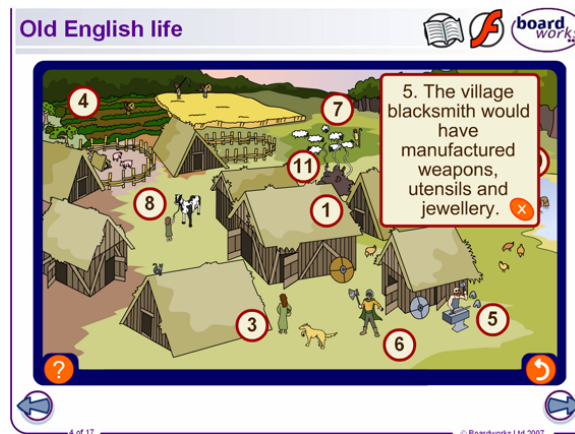 Old English life
board
works
4
7
5. The village
blacksmith would
have
manufactured
weapons,
utensils and
jewellery. x
11
8
1
3
6
5
?
4 of 17
© Boardworks Ltd 2007